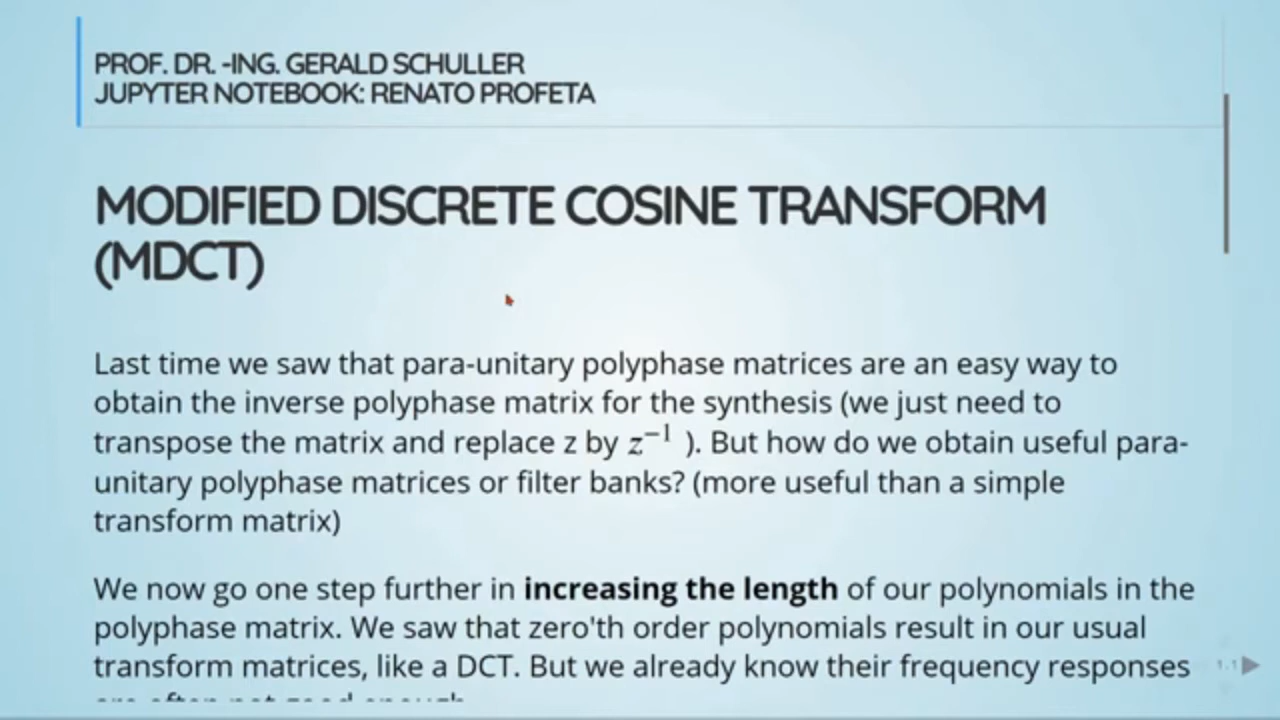 PROF. DR. -ING. GERALD SCHULLER
JUPYTER NOTEBOOK: RENATO PROFETA
MODIFIED DISCRETE COSINE TRANSFORM
(MDCT)
Last time we saw that para-unitary polyphase matrices are an easy way to
obtain the inverse polyphase matrix for the synthesis (we just need to
transpose the matrix and replace z by z⁻¹ ). But how do we obtain useful para-
unitary polyphase matrices or filter banks? (more useful than a simple
transform matrix)
We now go one step further in increasing the length of our polynomials in the
polyphase matrix. We saw that zero'th order polynomials result in our usual
transform matrices, like a DCT. But we already know their frequency responses
1.1